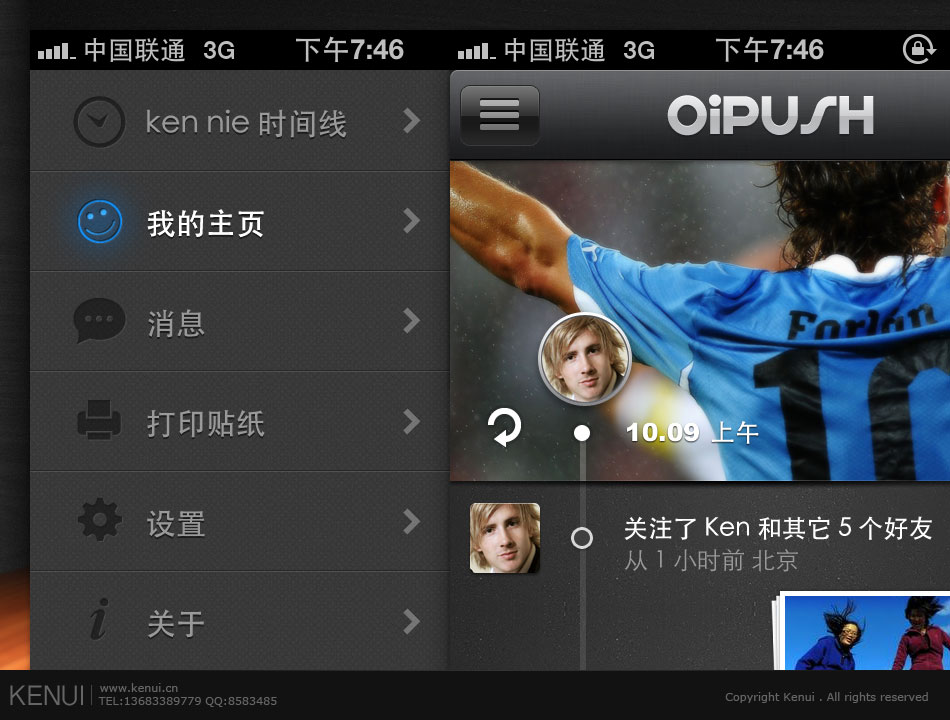 中国联通 3G 下午7:46
ken nie 时间线
我的主页
消息
打印贴纸
设置
关于
中国联通 3G 下午7:46
OiPUSH
Forlan
10
10.09 上午
关注了 Ken 和其它 5 个好友
从 1 小时前 北京
KENUI
www.kenui.cn
TEL:13683389779 QQ:8583485
Copyright Kenui . All rights reserved